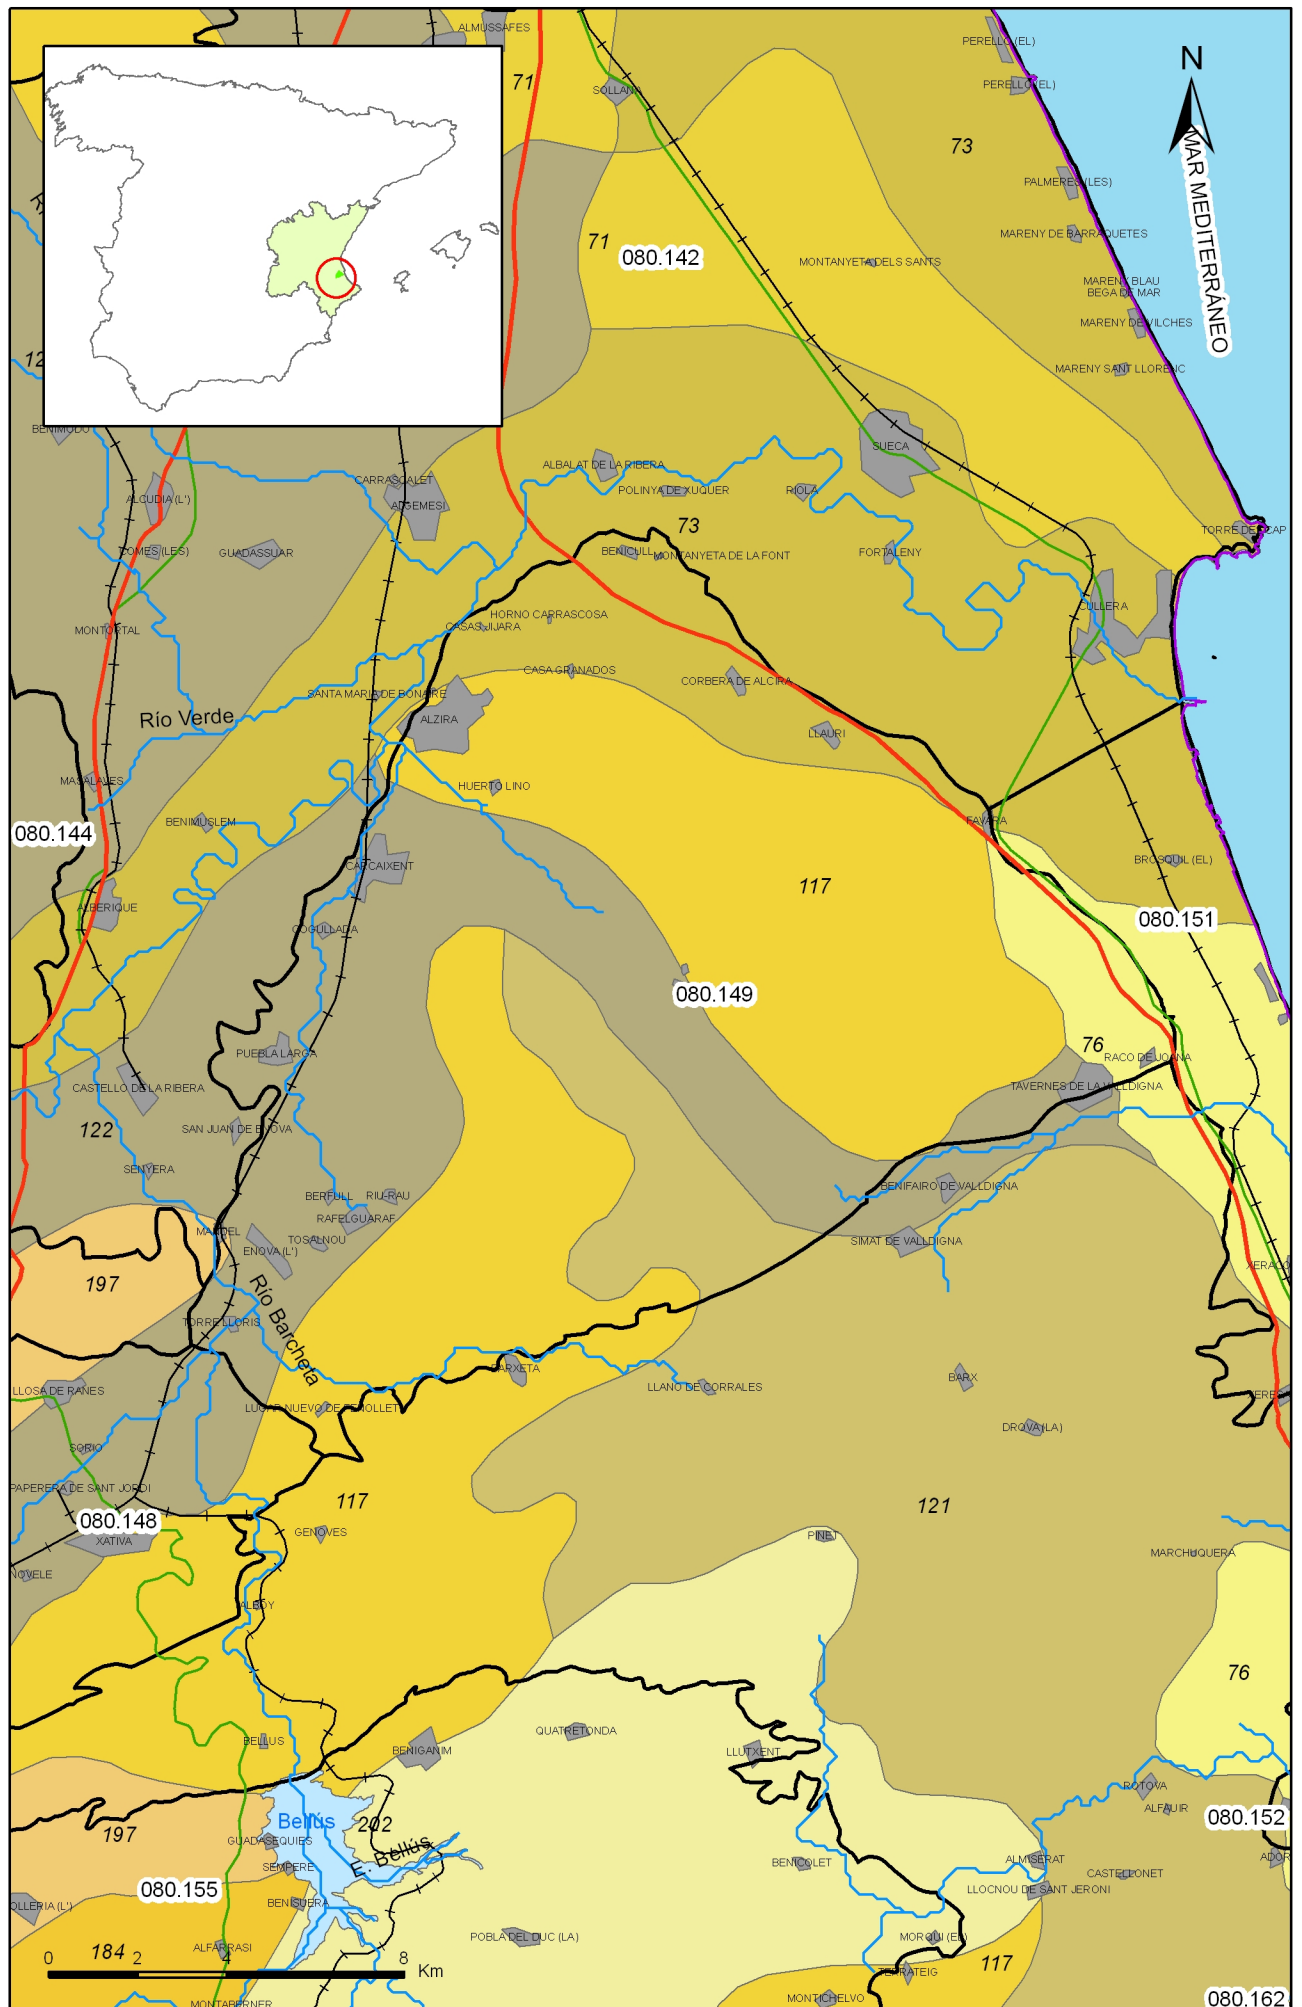 ALMUSSAFES
PERELLO (EL)
N
71
SOLLANA
PERELLO (EL)
MAR MEDITERRÁNEO
73
PALMERES (LES)
71
080.142
MARENY DE BARRAQUETES
MONTANYETA DELS SANTS
MARENY BLAU
BEGA DE MAR
MARENY DE VILCHES
MARENY SANT LLORENC
BENIMODO
SUECA
ALBALAT DE LA RIBERA
CARRASCALET
POLINYA DE XUQUER
RIOLA
ALCUDIA (L')
ALGEMESI
73
TORRE DEL CAP
COMES (LES)
GUADASSUAR
BENICULL
MONTANYETA DE LA FONT
FORTALENY
CULLERA
HORNO CARRASCOSA
CASAS JIJARA
MONTORTAL
CASA GRANADOS
CORBERA DE ALCIRA
SANTA MARIA DE BONAIRE
Río Verde
ALZIRA
LLAURI
MASALAVES
HUERTO LINO
BENIMUSLEM
FAVARA
080.144
CARCAIXENT
BROSQUIL (EL)
117
ALBERIQUE
080.151
COGULLADA
080.149
PUEBLA LARGA
76
RACO DE JOANA
CASTELLO DE LA RIBERA
TAVERNES DE LA VALLDIGNA
122
SAN JUAN DE ENOVA
SENYERA
BENIFAIRO DE VALLDIGNA
BERFULL
RIU-RAU
RAFELGUARAF
MANUEL
TOSALNOU
ENOVA (L')
SIMAT DE VALLDIGNA
XERACO
197
Río Barcheta
TORRE LLORIS
BARXETA
BARX
LLANO DE CORRALES
LLOSA DE RANES
LUGAR NUEVO DE FENOLLET
DROVA (LA)
SORIO
PAPERERA DE SANT JORDI
117
121
080.148
GENOVES
PINET
XATIVA
MARCHUQUERA
NOVELE
ALBOY
76
QUATRETONDA
BELLUS
BENIGANIM
LLUTXENT
ROTOVA
ALFAUIR
080.152
Bellús
202
197
GUADASEQUIES
E. Bellús
SEMPERE
BENICOLET
ALMISERAT
CASTELLONET
080.155
LLOCNOU DE SANT JERONI
BENISUERA
POBLA DEL DUC (LA)
MORQUI (EL)
184
ALFARRASI
117
0 2 4 8
Km
TERRATEIG
MONTABERNER
MONTICHELVO
080.162